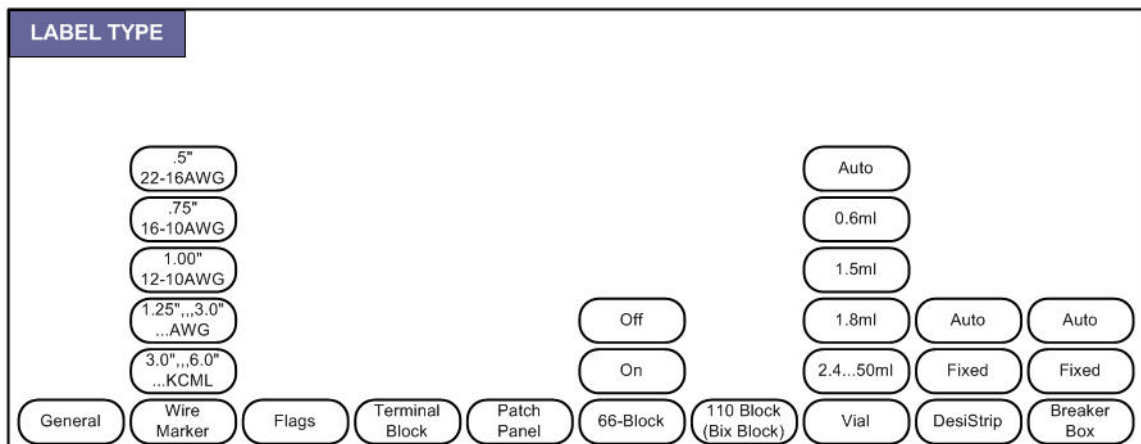 LABEL TYPE
.5"
22-16AWG
Auto
.75"
16-10AWG
0.6ml
1.00"
12-10AWG
1.5ml
1.25",,,3.0"
...AWG
Off
1.8ml
Auto
Auto
3.0",,,6.0"
...KCML
On
2.4...50ml
Fixed
Fixed
General
Wire
Marker
Flags
Terminal
Block
Patch
Panel
66-Block
110 Block
(Bix Block)
Vial
DesiStrip
Breaker
Box